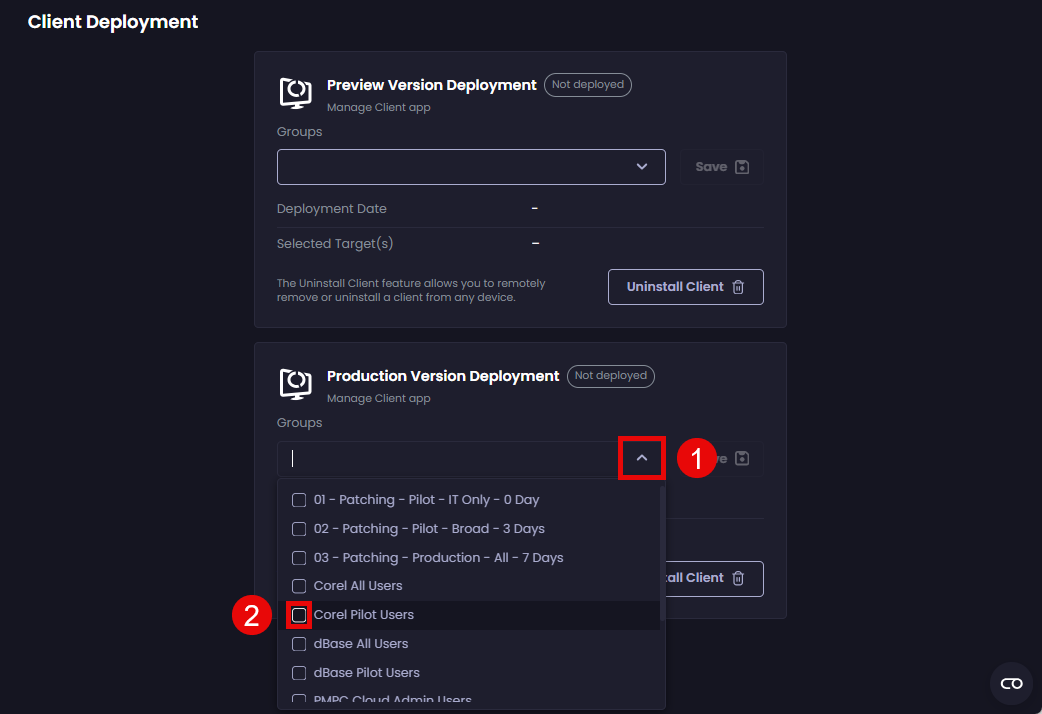 Client Deployment
Preview Version Deployment Not deployed
Manage Client app
Groups
Save
Deployment Date -
Selected Target(s) -
The Uninstall Client feature allows you to remotely
remove or uninstall a client from any device.
Uninstall Client
Production Version Deployment Not deployed
Manage Client app
Groups
1
01 - Patching - Pilot - IT Only - 0 Day
02 - Patching - Pilot - Broad - 3 Days
03 - Patching - Production - All - 7 Days
Client
Corel All Users
2
Corel Pilot Users
dBase All Users
dBase Pilot Users
PMPC Cloud Admin Users